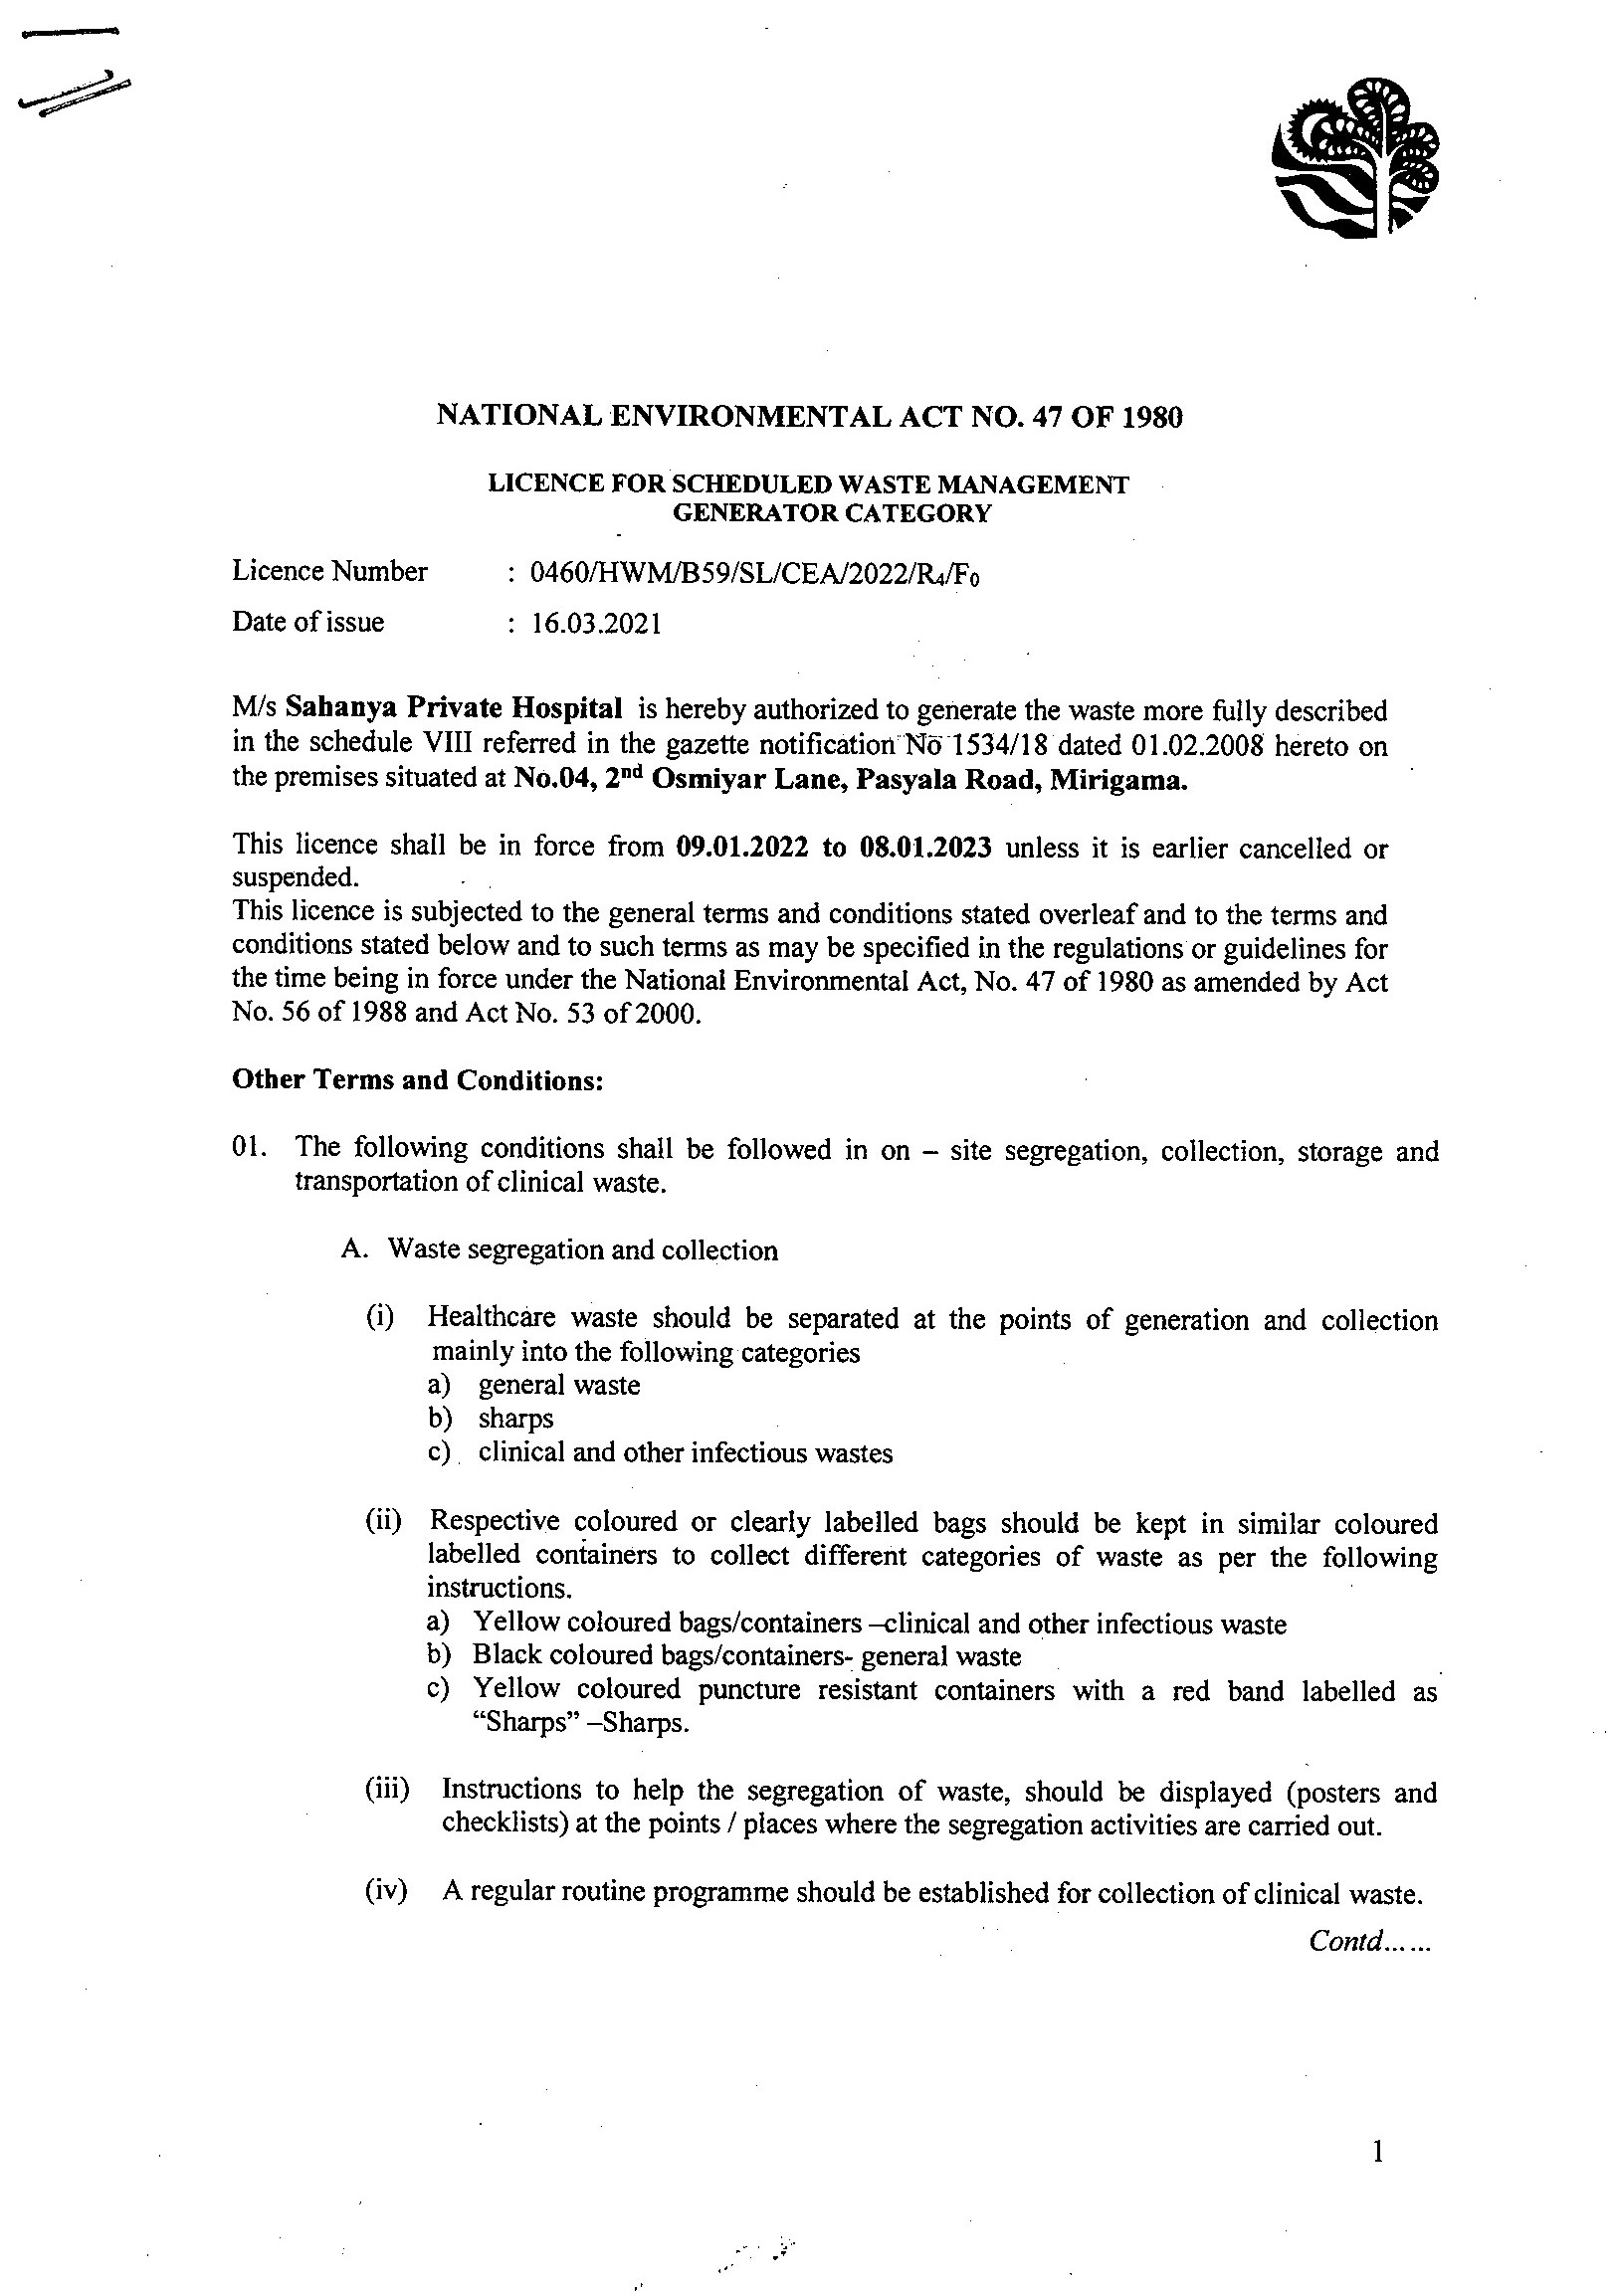 NATIONAL ENVIRONMENTAL ACT NO. 47 OF 1980
LICENCE FOR SCHEDULED WASTE MANAGEMENT
GENERATOR CATEGORY
Licence Number : 0460/HWM/B59/SL/CEA/2022/R4/F0
Date of issue : 16.03.2021
M/s Sahanya Private Hospital is hereby authorized to generate the waste more fully described
in the schedule VIII referred in the gazette notification No 1534/18 dated 01.02.2008 hereto on
the premises situated at No.04, 2nd Osmiyar Lane, Pasyala Road, Mirigama.
This licence shall be in force from 09.01.2022 to 08.01.2023 unless it is earlier cancelled or
suspended.
This licence is subjected to the general terms and conditions stated overleaf and to the terms and
conditions stated below and to such terms as may be specified in the regulations or guidelines for
the time being in force under the National Environmental Act, No. 47 of 1980 as amended by Act
No. 56 of 1988 and Act No. 53 of 2000.
Other Terms and Conditions:
01. The following conditions shall be followed in on – site segregation, collection, storage and
transportation of clinical waste.
A. Waste segregation and collection
(i) Healthcare waste should be separated at the points of generation and collection
mainly into the following categories
a) general waste
b) sharps
c) clinical and other infectious wastes
(ii) Respective coloured or clearly labelled bags should be kept in similar coloured
labelled containers to collect different categories of waste as per the following
instructions.
a) Yellow coloured bags/containers –clinical and other infectious waste
b) Black coloured bags/containers- general waste
c) Yellow coloured puncture resistant containers with a red band labelled as
“Sharps” –Sharps.
(iii) Instructions to help the segregation of waste, should be displayed (posters and
checklists) at the points / places where the segregation activities are carried out.
(iv) A regular routine programme should be established for collection of clinical waste.
Contd......
1